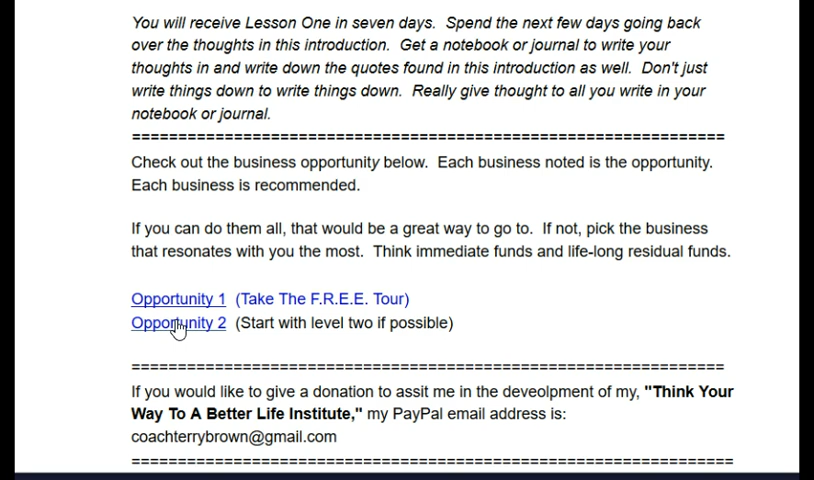 You will receive Lesson One in seven days.  Spend the next few days going back
over the thoughts in this introduction.  Get a notebook or journal to write your
thoughts in and write down the quotes found in this introduction as well.  Don't just
write things down to write things down.  Really give thought to all you write in your
notebook or journal.
================================================================
Check out the business opportunity below.  Each business noted is the opportunity.
Each business is recommended.
If you can do them all, that would be a great way to go to.  If not, pick the business
that resonates with you the most.  Think immediate funds and life-long residual funds.
Opportunity 1  (Take The F.R.E.E. Tour)
Opportunity 2  (Start with level two if possible)
================================================================
If you would like to give a donation to assit me in the deveolpment of my, "Think Your
Way To A Better Life Institute," my PayPal email address is:
coachterrybrown@gmail.com
=================================================================